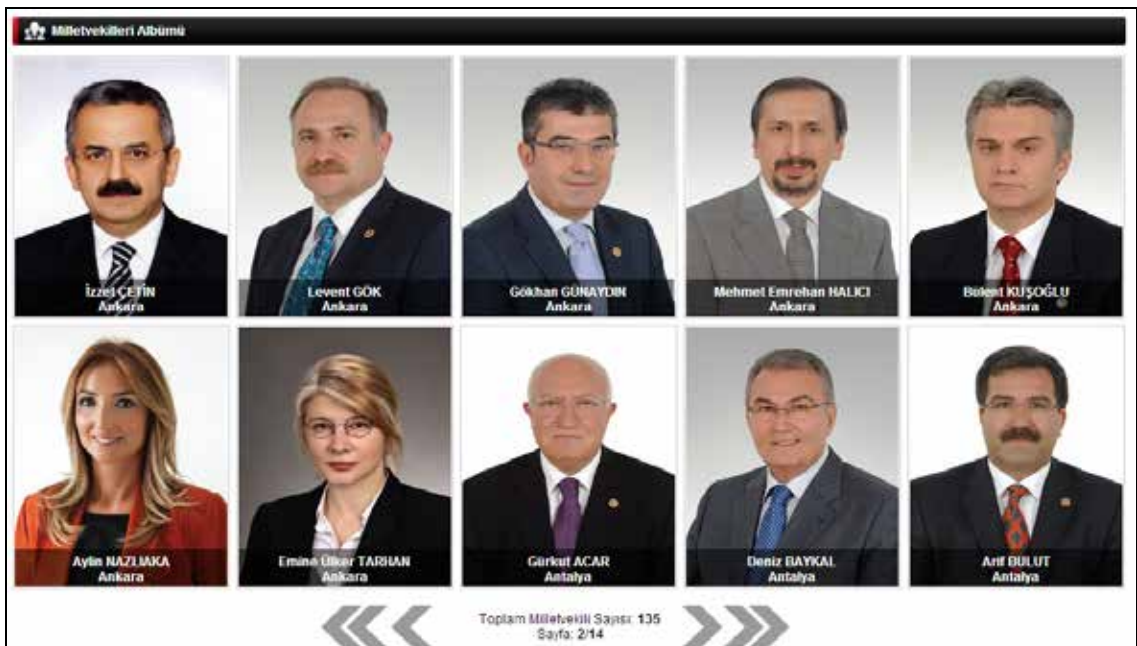 Milletvekilleri Albümü
İzzet ÇETİN
Ankara
Levent GÖK
Ankara
Gökhan GÜNAYDIN
Ankara
Mehmet Emrehan HALICI
Ankara
Bülent KUŞOĞLU
Ankara
Aylin NAZLIAKA
Ankara
Emine Ülker TARHAN
Ankara
Gürkut ACAR
Antalya
Deniz BAYKAL
Antalya
Arif BULUT
Antalya
Toplam Milletvekili Sayısı: 135
Sayfa: 2/14